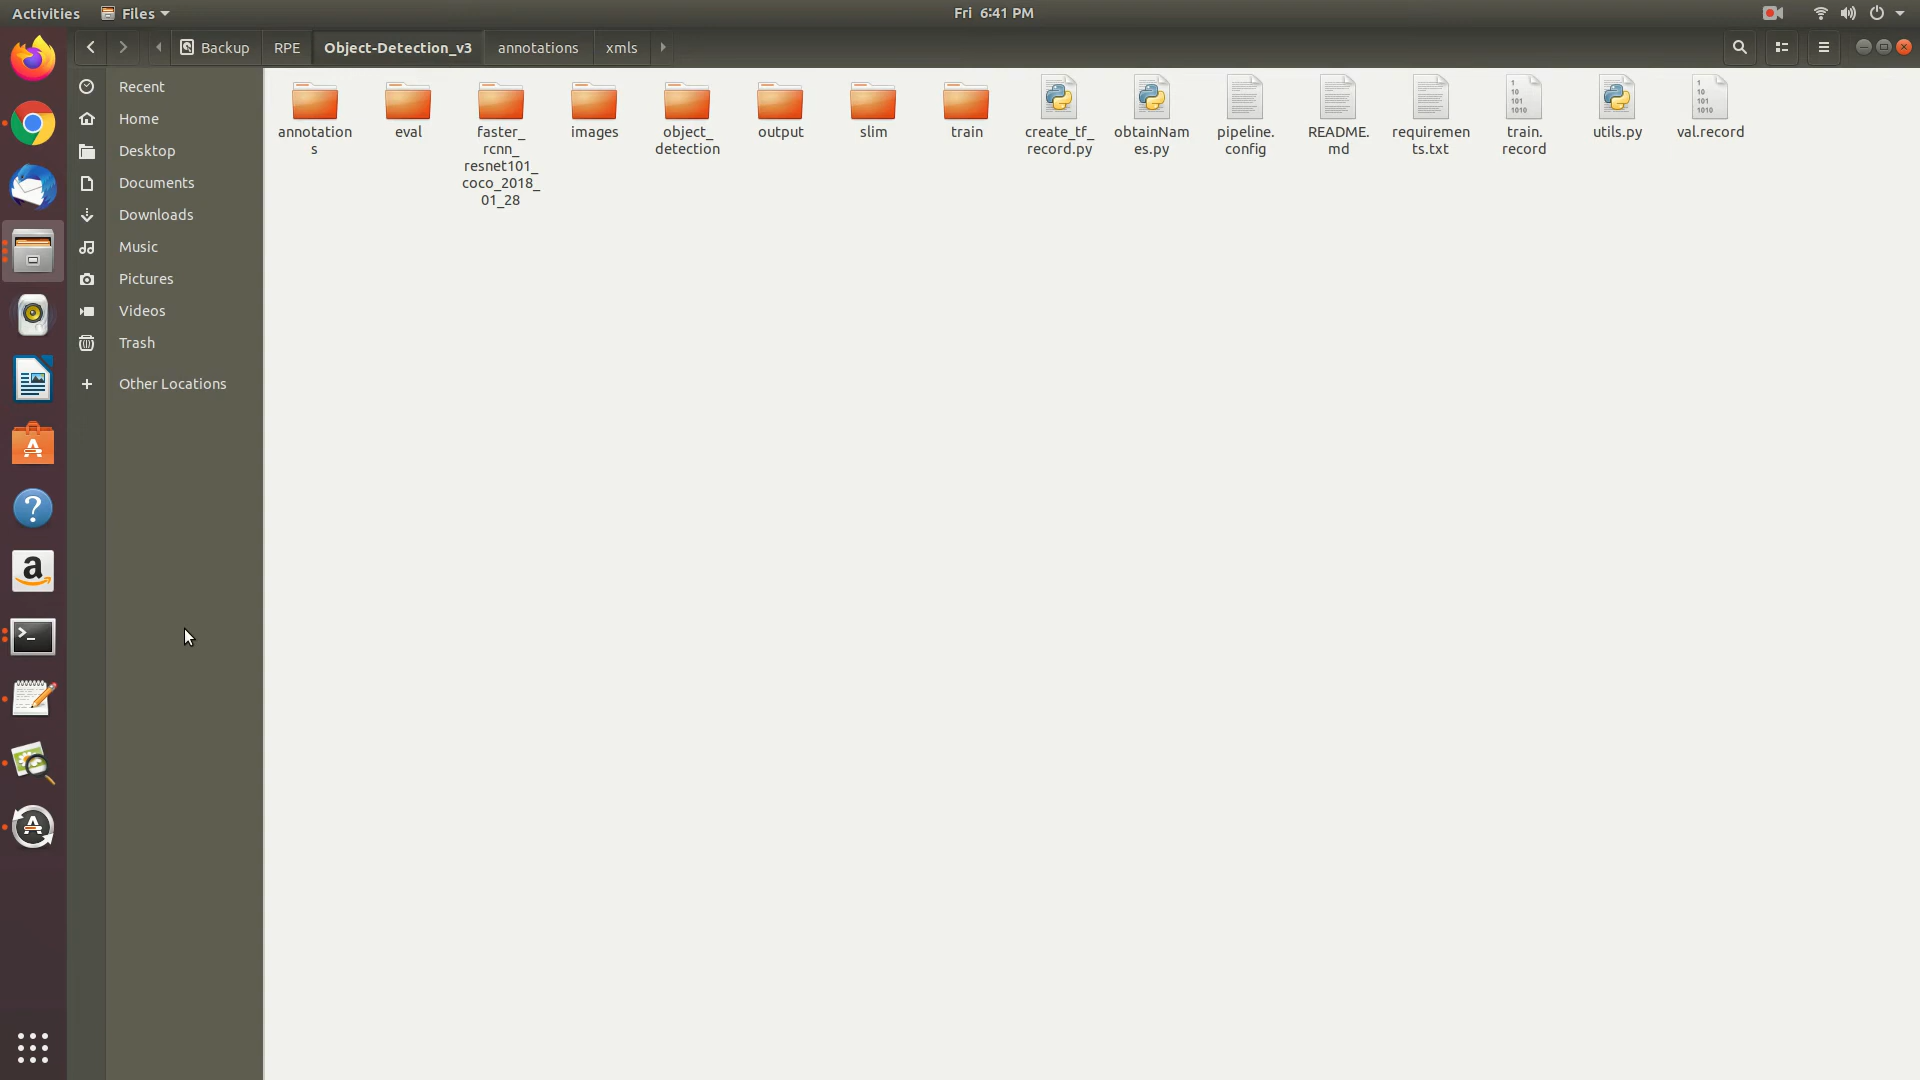 Activities Files Fri 6:41 PM
Backup RPE Object-Detection_v3 annotations xmls
Recent
Home
Desktop
Documents
Downloads
Music
Pictures
Videos
Trash
Other Locations
annotation
s
eval
faster_
rcnn_
resnet101_
coco_2018_
01_28
images
object_
detection
output
slim
train
create_tf_
record.py
obtainNam
es.py
pipeline.
config
README.
md
requiremen
ts.txt
train.
record
utils.py
val.record